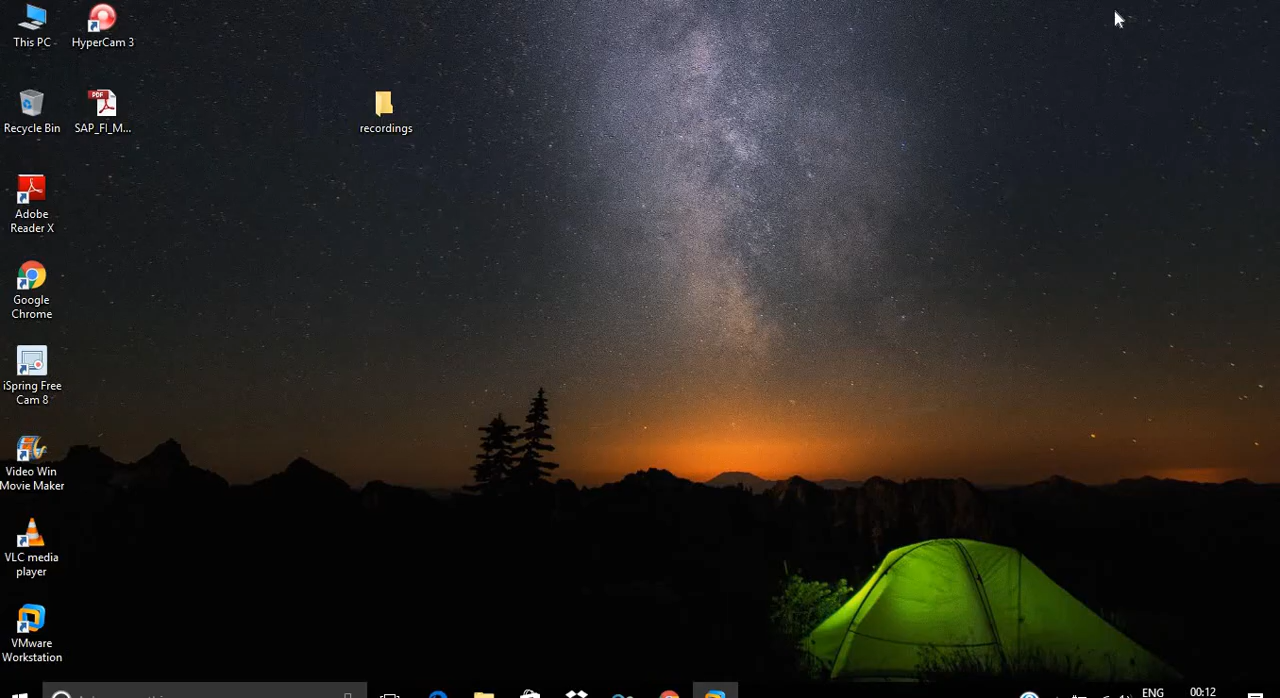 This PC
HyperCam 3
Recycle Bin
PDF
SAP_FI_M...
recordings
Adobe
Reader X
Google
Chrome
iSpring Free
Cam 8
Video Win
Movie Maker
VLC media
player
VMware
Workstation
ENG
00:12